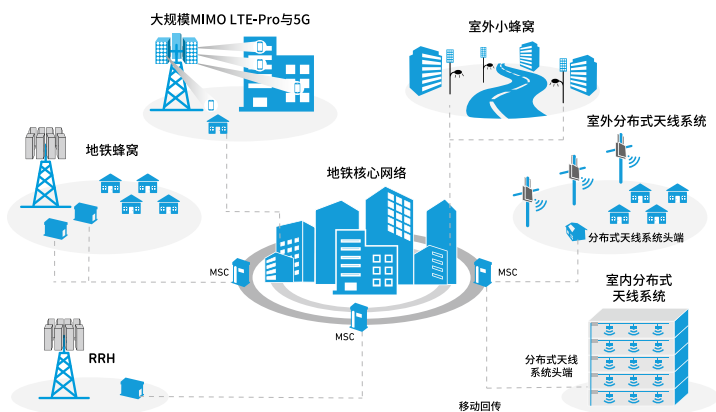 大规模MIMO LTE-Pro与5G
室外小蜂窝
地铁蜂窝
室外分布式天线系统
地铁核心网络
分布式天线系统头端
MSC
MSC
室内分布式
天线系统
MSC
RRH
分布式天线
系统头端
移动回传